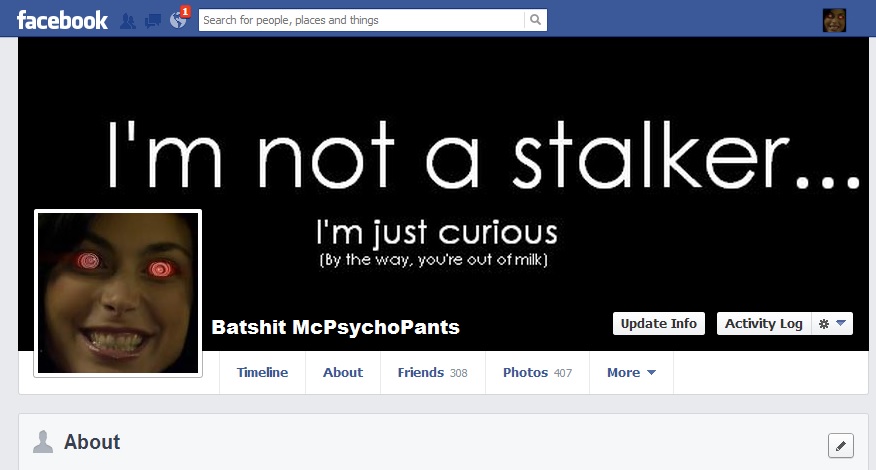 facebook
1
Search for people, places and things
I'm not a stalker...
I'm just curious
(By the way, you're out of milk)
Batshit McPsychoPants
Update Info
Activity Log
Timeline
About
Friends 308
Photos 407
More
About